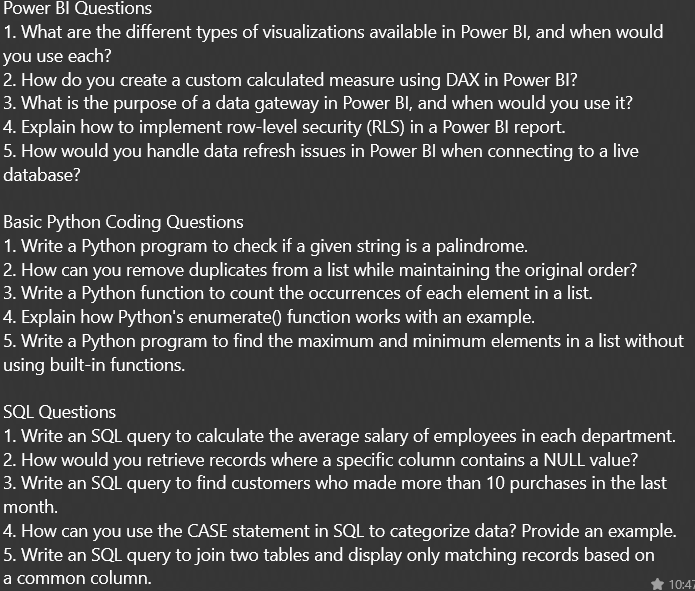 Power BI Questions
1. What are the different types of visualizations available in Power BI, and when would
you use each?
2. How do you create a custom calculated measure using DAX in Power BI?
3. What is the purpose of a data gateway in Power BI, and when would you use it?
4. Explain how to implement row-level security (RLS) in a Power BI report.
5. How would you handle data refresh issues in Power BI when connecting to a live
database?
Basic Python Coding Questions
1. Write a Python program to check if a given string is a palindrome.
2. How can you remove duplicates from a list while maintaining the original order?
3. Write a Python function to count the occurrences of each element in a list.
4. Explain how Python's enumerate() function works with an example.
5. Write a Python program to find the maximum and minimum elements in a list without
using built-in functions.
SQL Questions
1. Write an SQL query to calculate the average salary of employees in each department.
2. How would you retrieve records where a specific column contains a NULL value?
3. Write an SQL query to find customers who made more than 10 purchases in the last
month.
4. How can you use the CASE statement in SQL to categorize data? Provide an example.
5. Write an SQL query to join two tables and display only matching records based on
a common column.
10:47